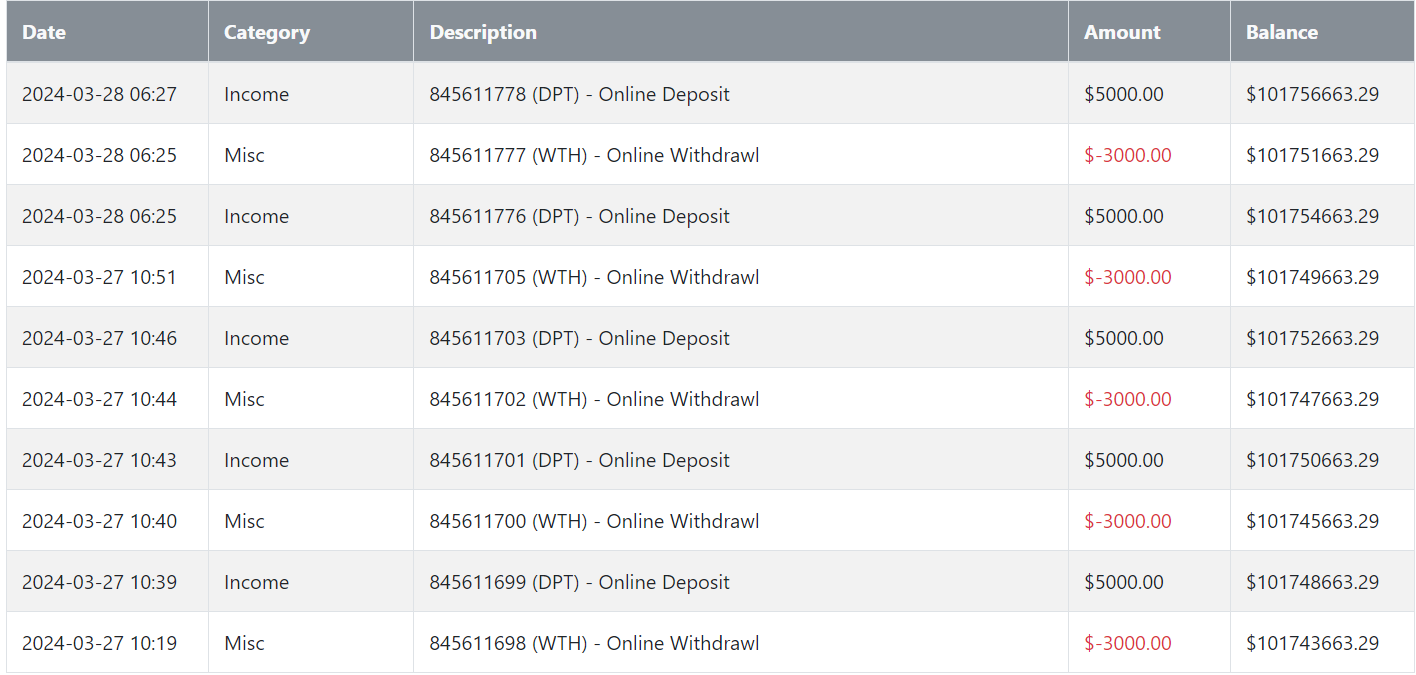 Date Category Description Amount Balance
2024-03-28 06:27 Income 845611778 (DPT) - Online Deposit $5000.00 $101756663.29
2024-03-28 06:25 Misc 845611777 (WTH) - Online Withdrawl $-3000.00 $101751663.29
2024-03-28 06:25 Income 845611776 (DPT) - Online Deposit $5000.00 $101754663.29
2024-03-27 10:51 Misc 845611705 (WTH) - Online Withdrawl $-3000.00 $101749663.29
2024-03-27 10:46 Income 845611703 (DPT) - Online Deposit $5000.00 $101752663.29
2024-03-27 10:44 Misc 845611702 (WTH) - Online Withdrawl $-3000.00 $101747663.29
2024-03-27 10:43 Income 845611701 (DPT) - Online Deposit $5000.00 $101750663.29
2024-03-27 10:40 Misc 845611700 (WTH) - Online Withdrawl $-3000.00 $101745663.29
2024-03-27 10:39 Income 845611699 (DPT) - Online Deposit $5000.00 $101748663.29
2024-03-27 10:19 Misc 845611698 (WTH) - Online Withdrawl $-3000.00 $101743663.29